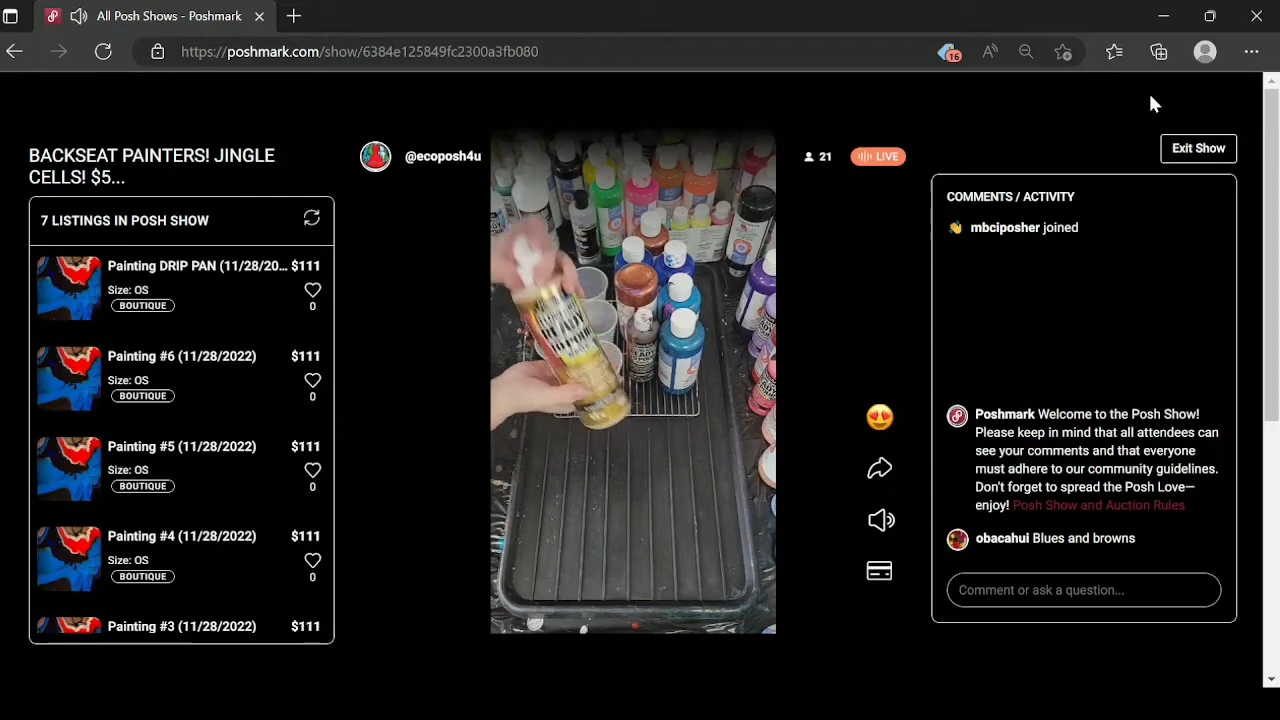 All Posh Shows - Poshmark
https://poshmark.com/show/6384e125849fc2300a3fb080
16
BACKSEAT PAINTERS! JINGLE
CELLS! $5...
7 LISTINGS IN POSH SHOW
Painting DRIP PAN (11/28/20... $111
Size: OS
BOUTIQUE
0
Painting #6 (11/28/2022) $111
Size: OS
BOUTIQUE
0
Painting #5 (11/28/2022) $111
Size: OS
BOUTIQUE
0
Painting #4 (11/28/2022) $111
Size: OS
BOUTIQUE
0
Painting #3 (11/28/2022) $111
@ecoposh4u
21
LIVE
Exit Show
COMMENTS / ACTIVITY
mbciposher joined
Poshmark Welcome to the Posh Show!
Please keep in mind that all attendees can
see your comments and that everyone
must adhere to our community guidelines.
Don't forget to spread the Posh Love—
enjoy! Posh Show and Auction Rules
obacahui Blues and browns
Comment or ask a question...